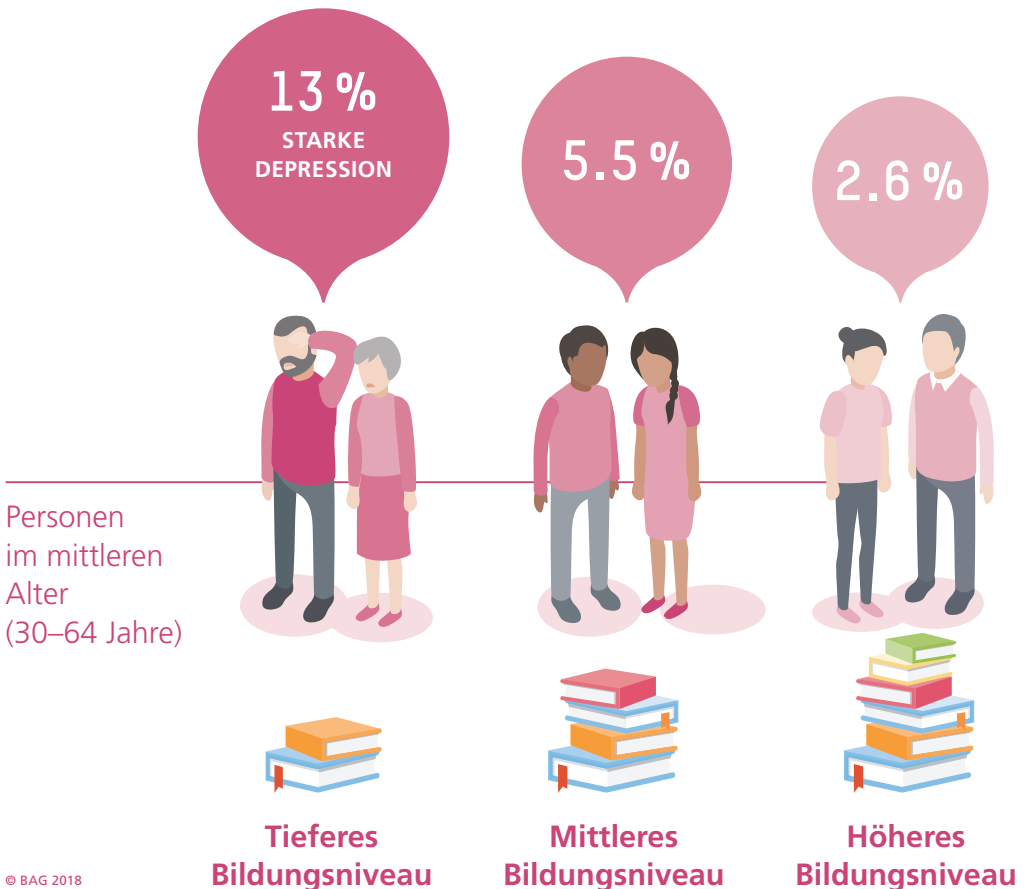 13 %
STARKE
DEPRESSION
5.5 %
2.6 %
Personen
im mittleren
Alter
(30–64 Jahre)
Tieferes
Bildungsniveau
Mittleres
Bildungsniveau
Höheres
Bildungsniveau
© BAG 2018